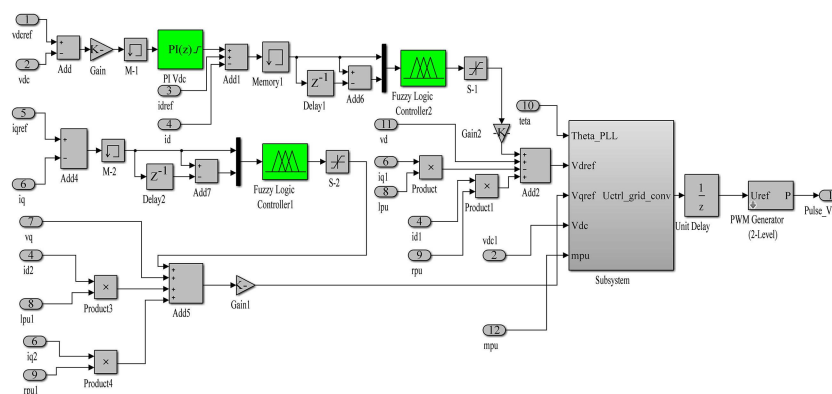 1
vdcref
2
vdc
+
−
Add
K-
Gain
M-1
PI(z)
PI Vdc
3
idref
4
id
+
+
−
Add1
Memory1
Z-1
Delay1
+
−
Add6
Fuzzy Logic
Controller2
S-1
-K-
Gain2
10
teta
5
iqref
6
iq
+
−
Add4
M-2
Z-1
Delay2
+
−
Add7
Fuzzy Logic
Controller1
S-2
11
vd
6
iq1
8
lpu
×
Product
4
id1
9
rpu
×
Product1
Add2
Theta_PLL
Vdref
Vqref
Vdc
mpu
Uctrl_grid_conv
Subsystem
1
z
Unit Delay
Uref
P
PWM Generator
(2-Level)
Pulse_V
vdc1
2
12
mpu
7
vq
4
id2
8
lpu1
×
Product3
6
iq2
9
rpu1
×
Product4
+
+
+
+
Add5
K-
Gain1